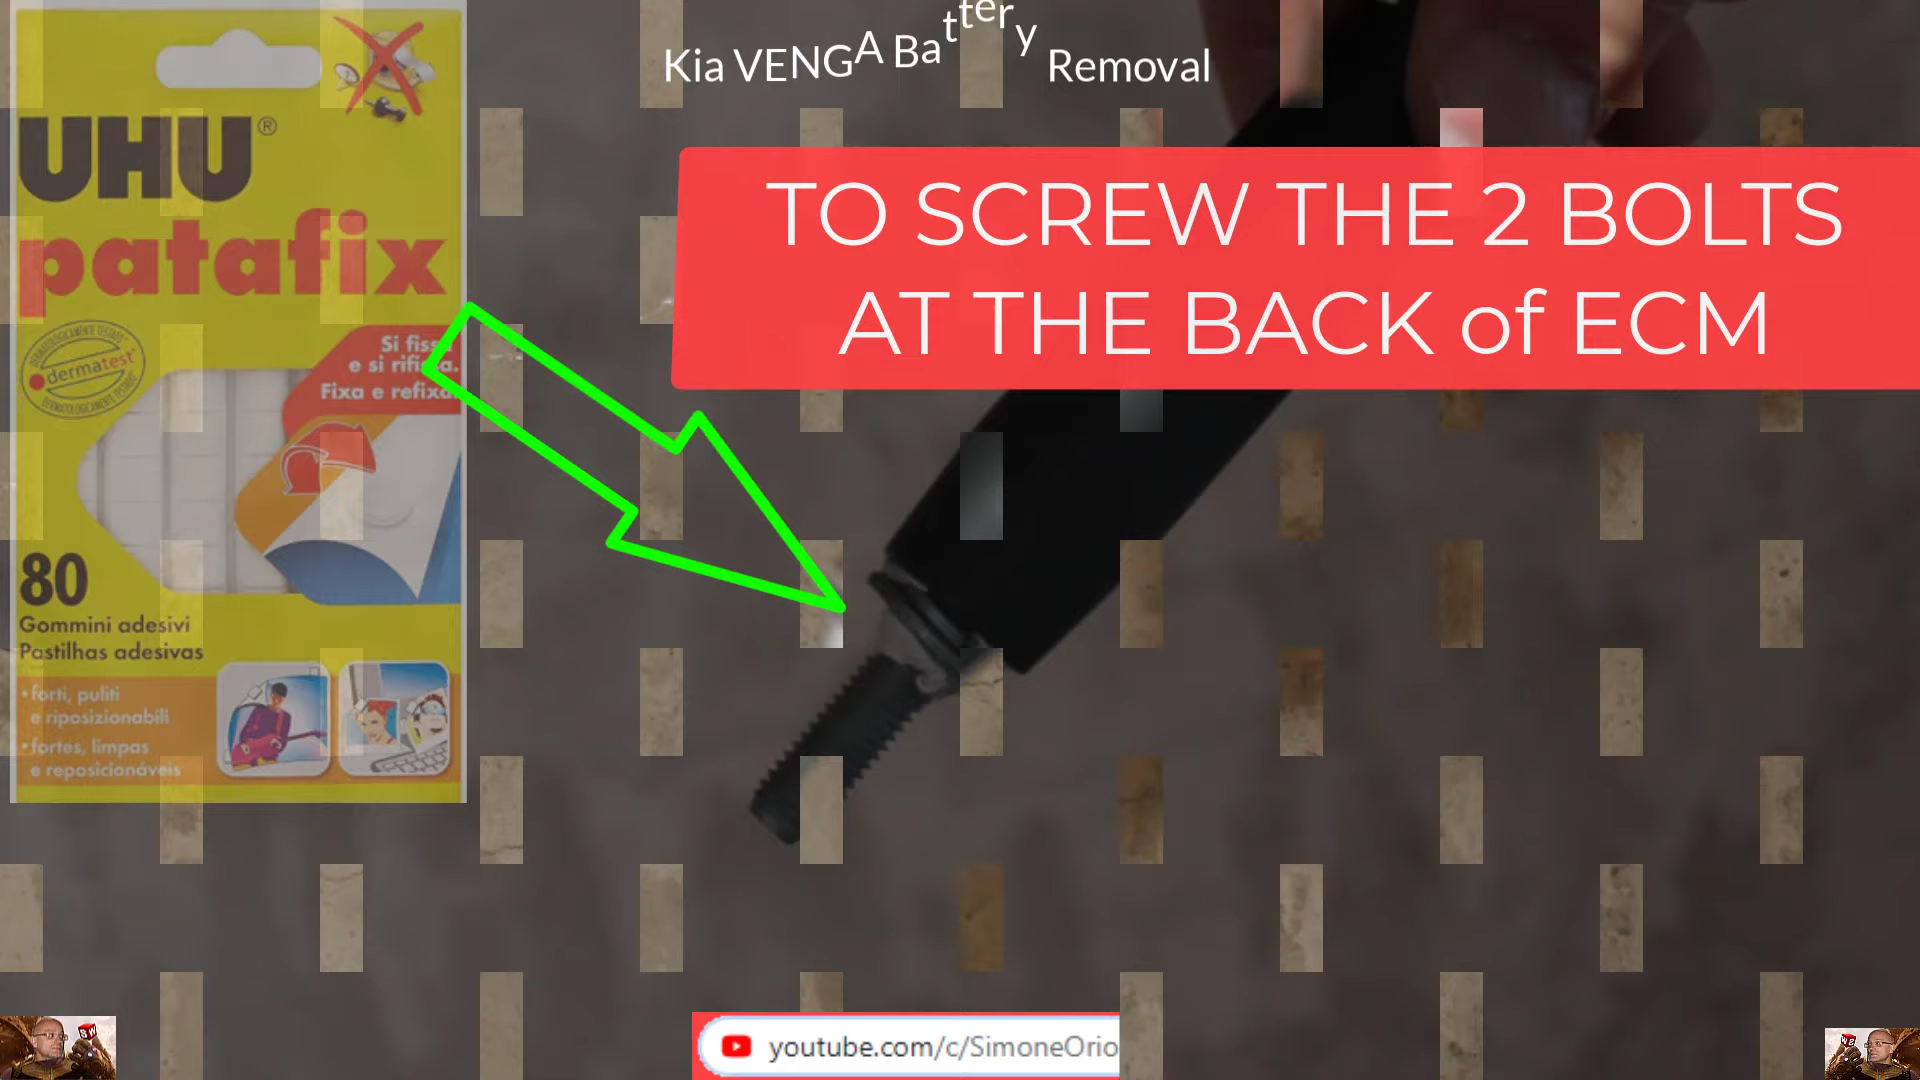 Kia VENGA Battery Removal
TO SCREW THE 2 BOLTS
AT THE BACK of ECM
UHU®
patafix
dermatest
Si fissa
e si rifissa.
Fixa e refixa
80
Gommini adesivi
Pastilhas adesivas
• forti, puliti
e riposizionabili
• fortes, limpas
e reposicionáveis
youtube.com/c/SimoneOrio